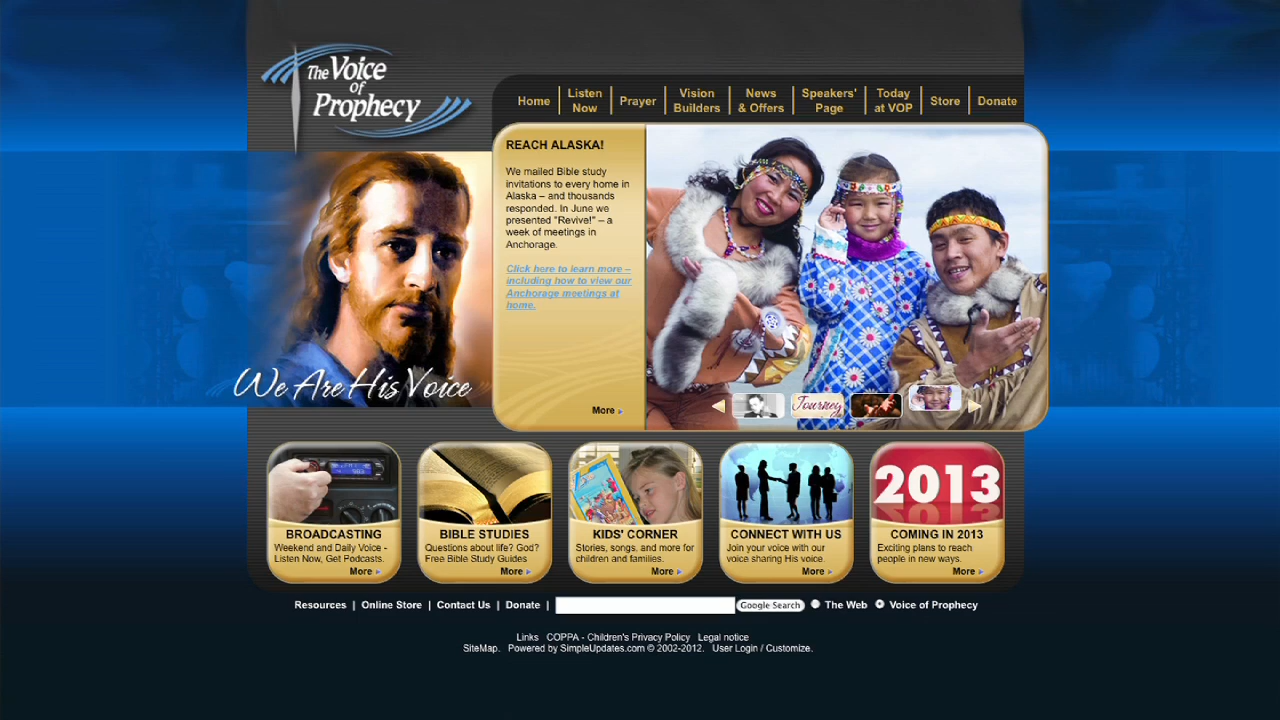 The Voice
of
Prophecy
Home
Listen
Now
Prayer
Vision
Builders
News
& Offers
Speakers'
Page
Today
at VOP
Store
Donate
REACH ALASKA!
We mailed Bible study
invitations to every home in
Alaska – and thousands
responded. In June we
presented "Revive!" – a
week of meetings in
Anchorage.
Click here to learn more –
including how to view our
Anchorage meetings at
home.
More
Journey
We Are His Voice
BROADCASTING
Weekend and Daily Voice -
Listen Now, Get Podcasts.
More
BIBLE STUDIES
Questions about life? God?
Free Bible Study Guides
More
KIDS' CORNER
Stories, songs, and more for
children and families.
More
CONNECT WITH US
Join your voice with our
voice sharing His voice.
More
2013
COMING IN 2013
Exciting plans to reach
people in new ways.
More
Resources | Online Store | Contact Us | Donate | Google Search The Web Voice of Prophecy
Links COPPA - Children's Privacy Policy Legal notice
SiteMap. Powered by SimpleUpdates.com © 2002-2012. User Login / Customize.